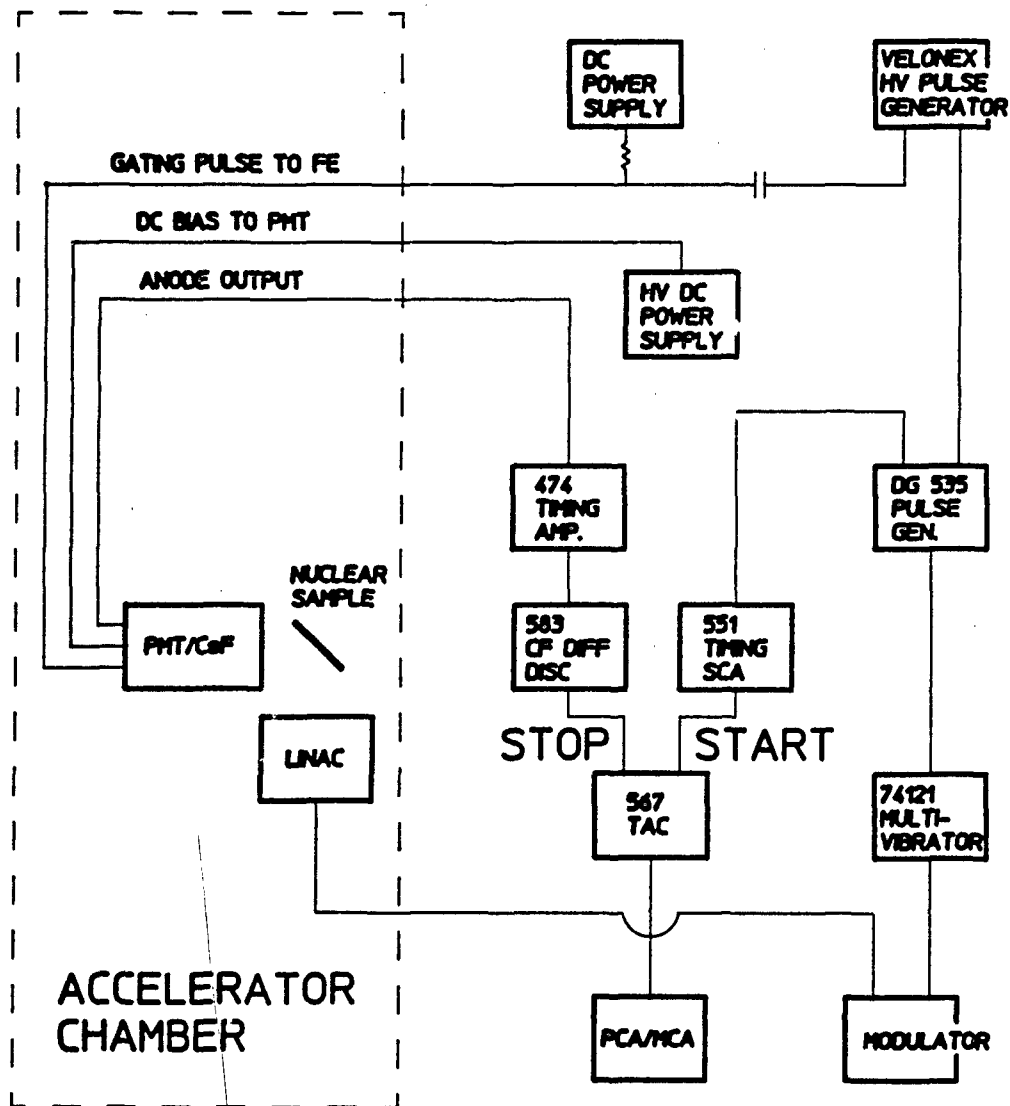 DC
POWER
SUPPLY
VELONEX
HV PULSE
GENERATOR
GATING PULSE TO FE
DC BIAS TO PMT
ANODE OUTPUT
HV DC
POWER
SUPPLY
474
TIMING
AMP.
DG 535
PULSE
GEN.
NUCLEAR
SAMPLE
PMT/CsF
583
CF DIFF
DISC
551
TIMING
SCA
STOP
START
LINAC
567
TAC
74121
MULTI-
VIBRATOR
ACCELERATOR
CHAMBER
PCA/MCA
MODULATOR